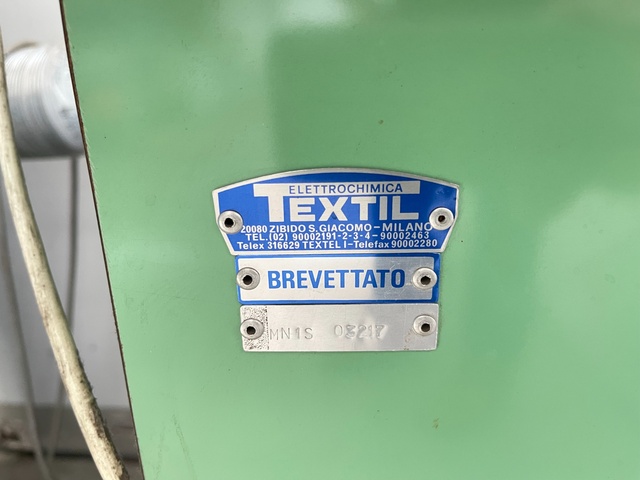 ELETTROCHIMICA
TEXTIL
20080 ZIBIDO S. GIACOMO - MILANO
TEL. (02) 90002191-2-3-4 - 90002463
Telex 316629 TEXTEL I - Telefax 90002280
BREVETTATO
MN1S 03217